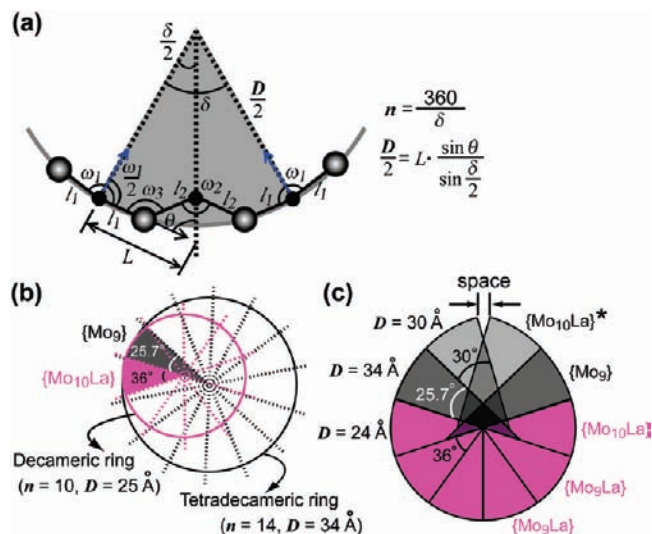 (a)
δ/2
δ
D/2
n = 360/δ
D/2 = L· sin θ / sin δ/2
ω1
ω1/2
ω3
l2
ω2
l2
l1
ω1
l1
l1
l1
θ
L
(b)
{Mo9}
25.7°
{Mo10La}
36°
Decameric ring
(n = 10, D = 25 Å)
Tetradecameric ring
(n = 14, D = 34 Å)
(c)
space
D = 30 Å
{Mo10La}*
30°
D = 34 Å
{Mo9}
25.7°
D = 24 Å
{Mo10La}
36°
{Mo9La}
{Mo9La}